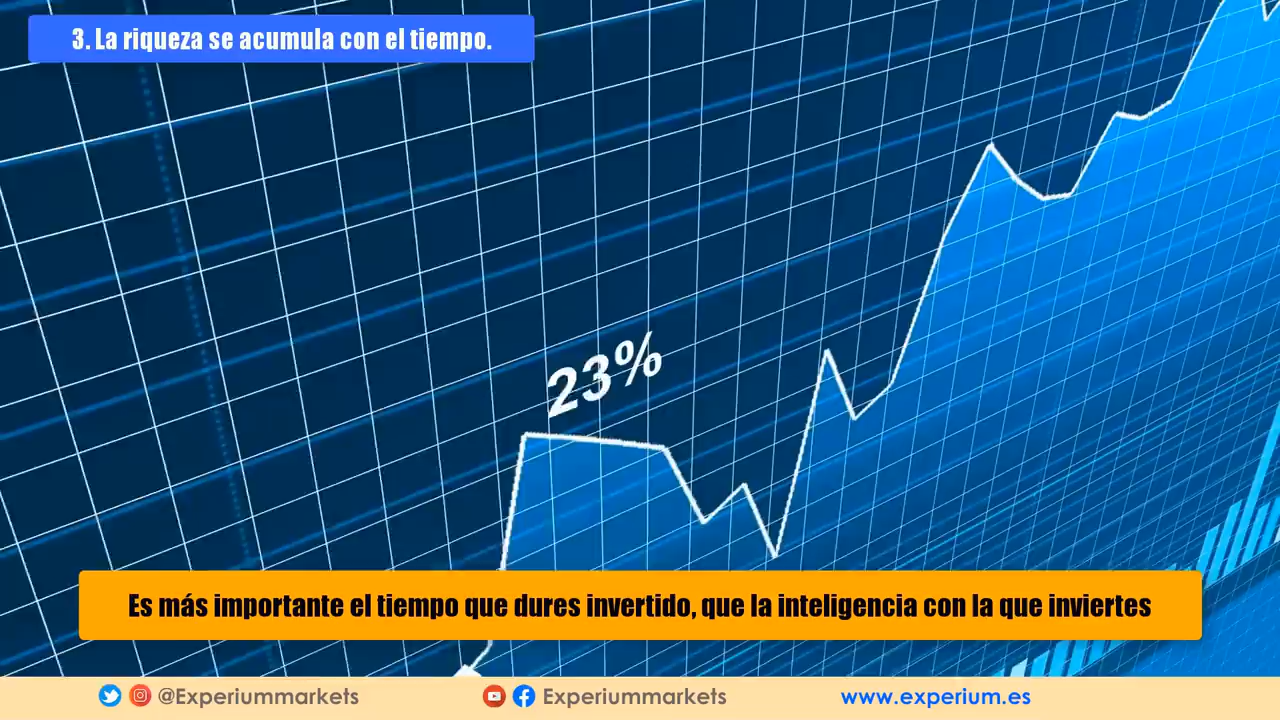 3. La riqueza se acumula con el tiempo.
23%
Es más importante el tiempo que dures invertido, que la inteligencia con la que inviertes
@Experiummarkets Experiummarkets www.experium.es